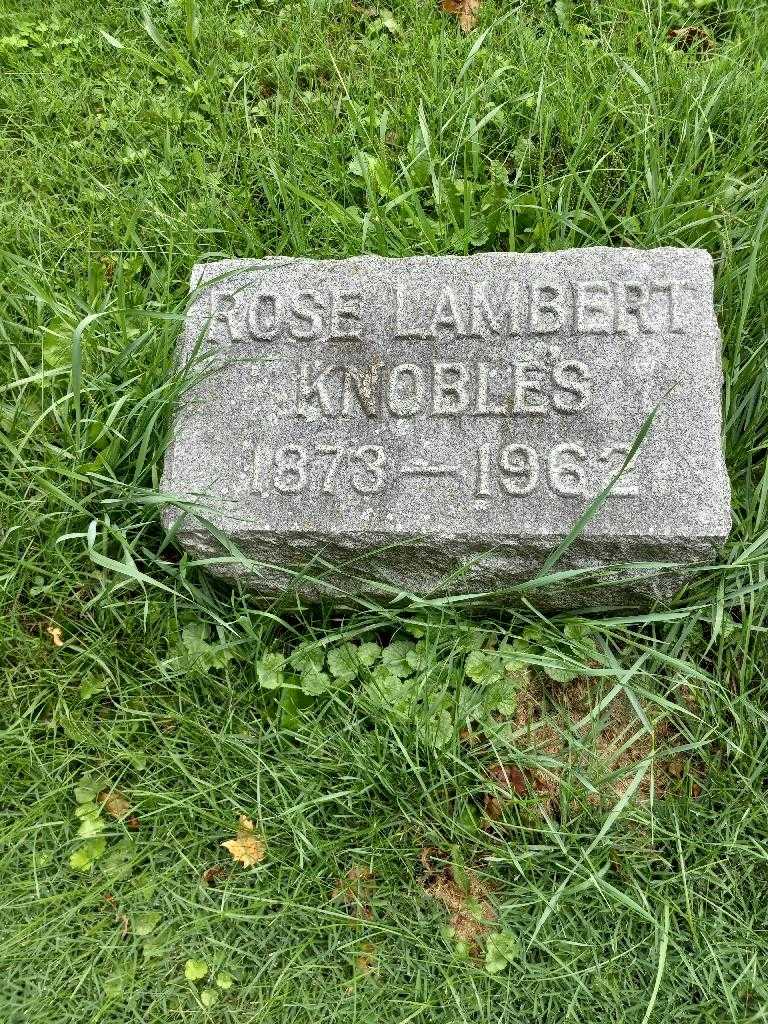 ROSE LAMBERT
KNOBLES
1873 — 1962